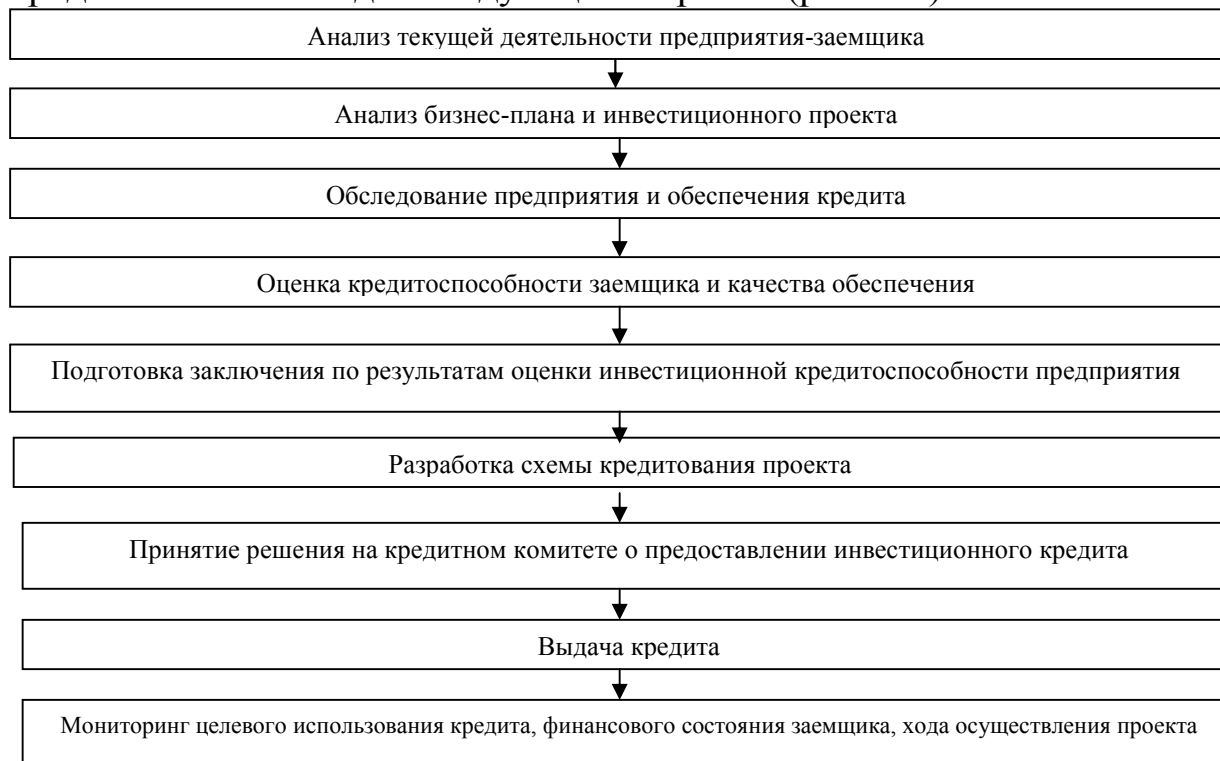 Анализ текущей деятельности предприятия-заемщика
Анализ бизнес-плана и инвестиционного проекта
Обследование предприятия и обеспечения кредита
Оценка кредитоспособности заемщика и качества обеспечения
Подготовка заключения по результатам оценки инвестиционной кредитоспособности предприятия
Разработка схемы кредитования проекта
Принятие решения на кредитном комитете о предоставлении инвестиционного кредита
Выдача кредита
Мониторинг целевого использования кредита, финансового состояния заемщика, хода осуществления проекта